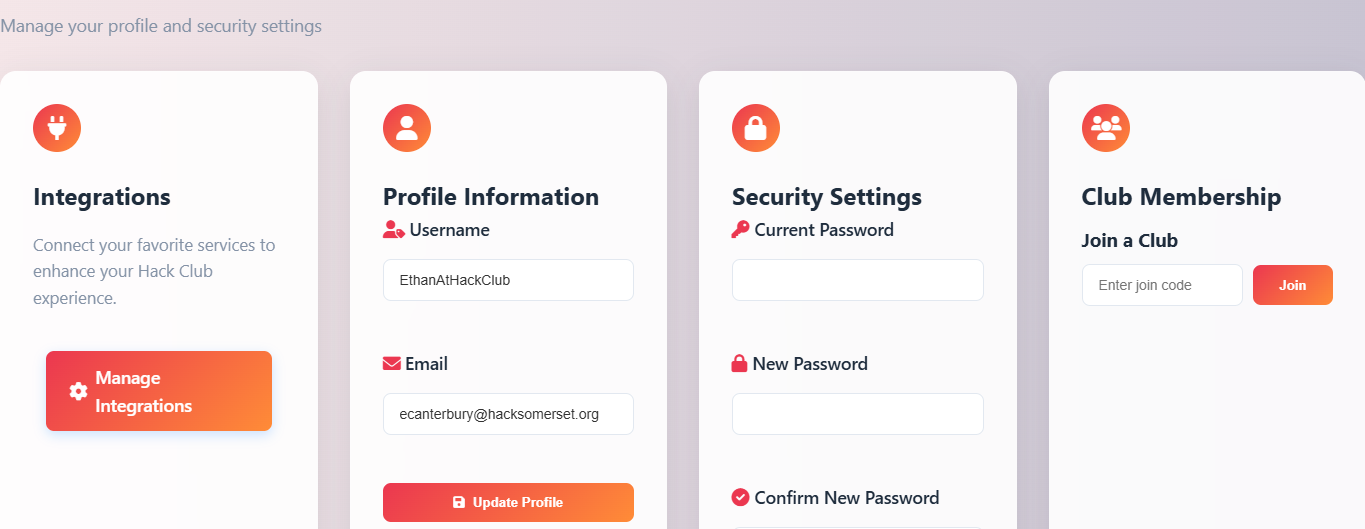 Manage your profile and security settings
Integrations
Connect your favorite services to
enhance your Hack Club
experience.
Manage
Integrations
Profile Information
Username
EthanAtHackClub
Email
ecanterbury@hacksomerset.org
Update Profile
Security Settings
Current Password
New Password
Confirm New Password
Club Membership
Join a Club
Enter join code
Join